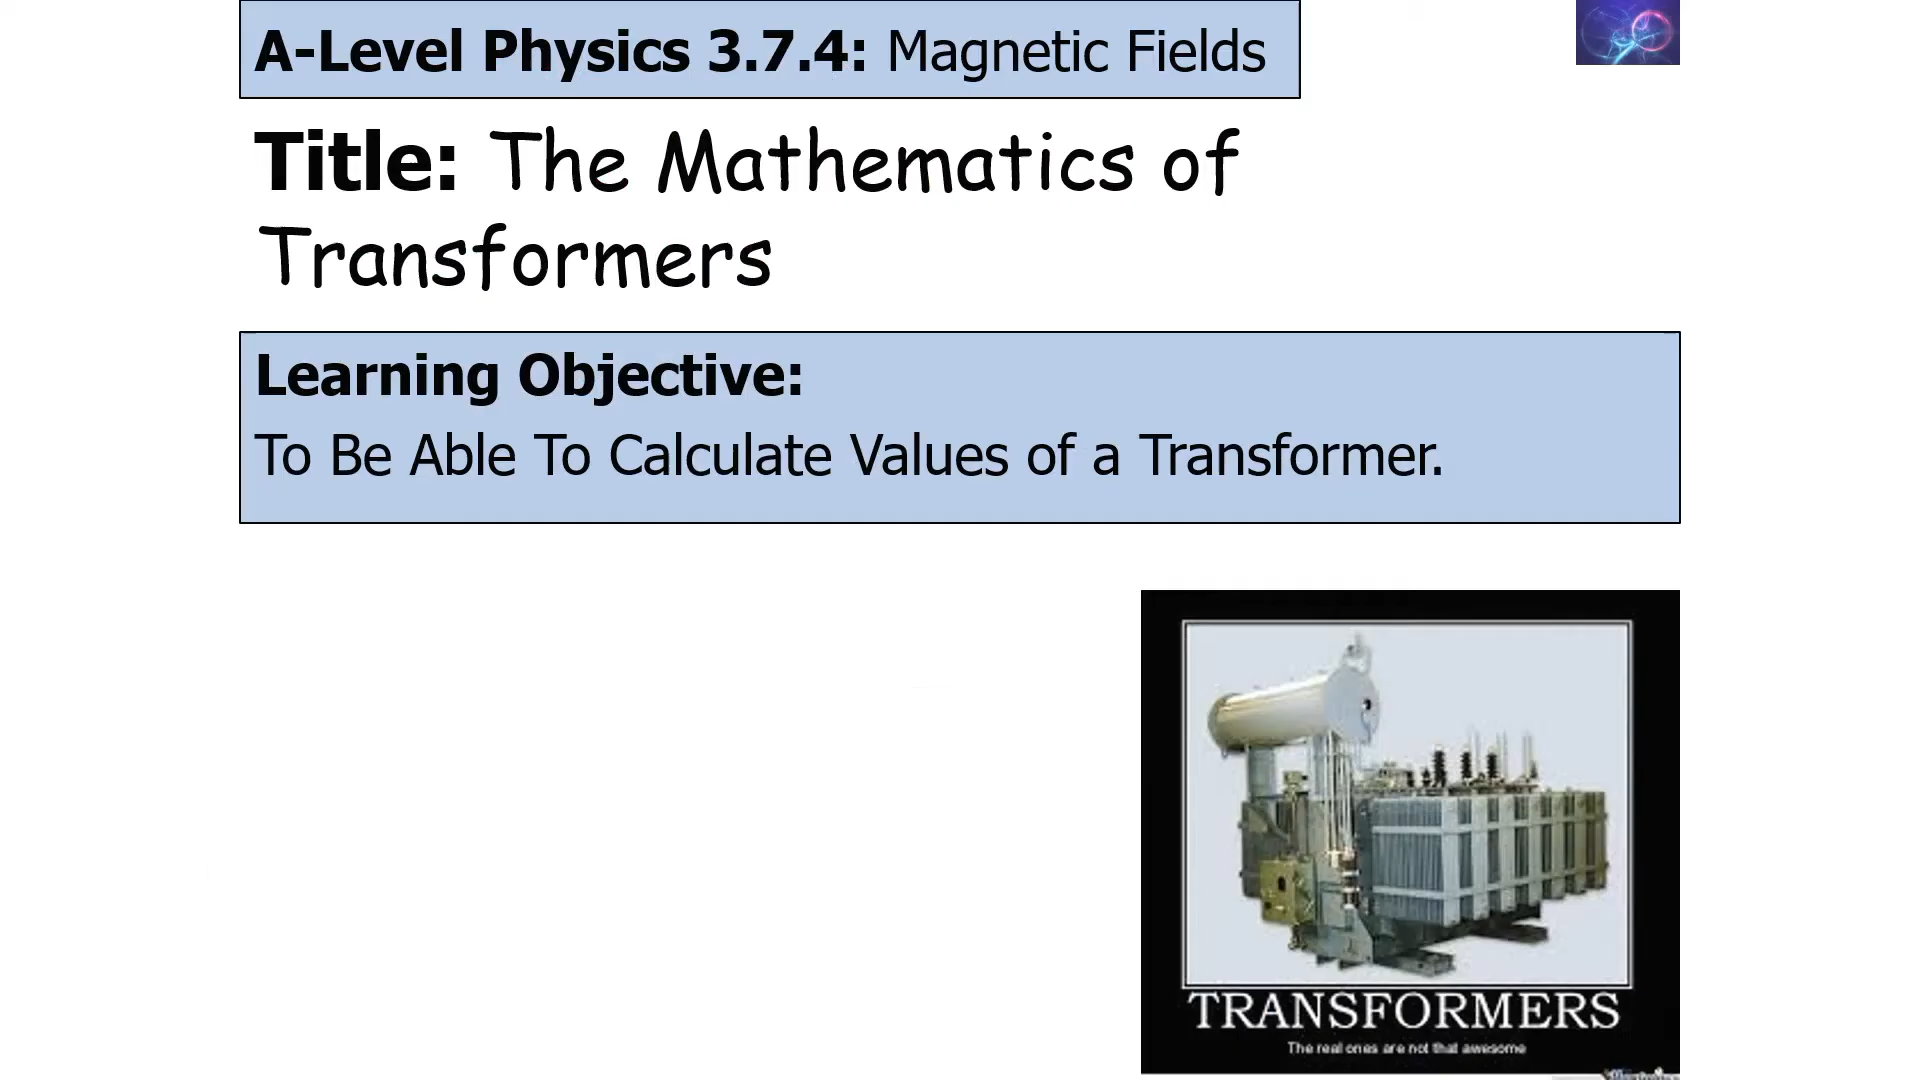 A-Level Physics 3.7.4: Magnetic Fields
Title: The Mathematics of
Transformers
Learning Objective:
To Be Able To Calculate Values of a Transformer.
TRANSFORMERS
The real ones are not that awesome